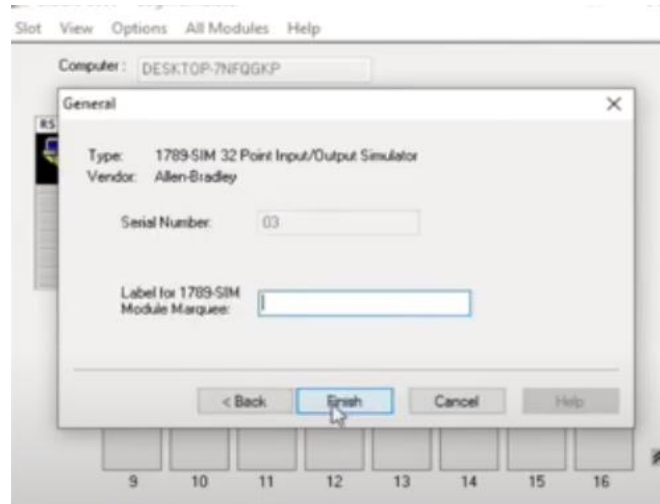 Slot View Options All Modules Help
Computer: DESKTOP-7NFQGKP
General
RS
Type: 1789-SIM 32 Point Input/Output Simulator
Vendor: Allen-Bradley
Serial Number: 03
Label for 1789-SIM
Module Marquee:
< Back Finish Cancel Help
9 10 11 12 13 14 15 16